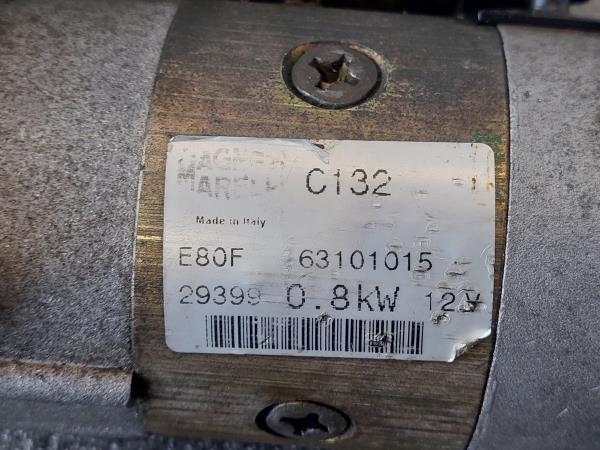 MAGNETI
MARELLI C132
Made in Italy
E80F 63101015
29399 0.8kW 12V